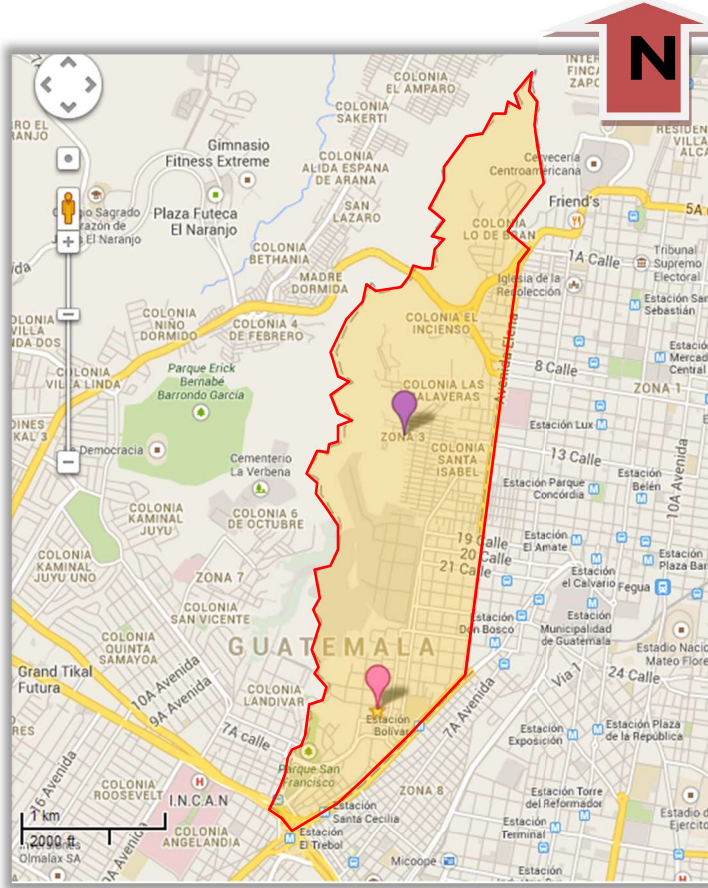 N
COLONIA
EL AMPARO
COLONIA
SAKERTI
Gimnasio
Fitness Extreme
COLONIA
ALIDA ESPANA
DE ARANA
Cervecería
Centroamericana
Plaza Futeca
El Naranjo
SAN
LAZARO
Friend's
5A
COLONIA
LO DE BRAN
COLONIA
BETHANIA
1A Calle
Tribunal
Supremo
Electoral
MADRE
DORMIDA
Iglesia de la
Recolección
Estación San
Sebastián
COLONIA
NIÑO
DORMIDO
COLONIA 4
DE FEBRERO
COLONIA EL
INCIENSO
Avenida Elena
Parque Erick
Bernabé
Barrondo García
8 Calle
ZONA 1
COLONIA LAS
ZONA 3
COLONIA
SANTA
ISABEL
Estación Lux
13 Calle
10A Avenida
Democracia
Cementerio
La Verbena
Estación Parque
Concórdia
Estación
Belén
COLONIA
KAMINAL
JUYU
COLONIA 6
DE OCTUBRE
19 Calle
20 Calle
21 Calle
Estación
El Amate
COLONIA
KAMINAL
JUYU UNO
ZONA 7
Estación
el Calvario
Fegua
Estación
COLONIA
SAN VICENTE
Estación
Don Bosco
Estación
Municipalidad
de Guatemala
GUATEMALA
COLONIA
QUINTA
SAMAYOA
Grand Tikal
Futura
10A Avenida
9A Avenida
COLONIA
LANDIVAR
7A calle
Estación
Bolívar
7A Avenida
Via 1
24 Calle
Estación
Exposición
Estación Plaza
de la República
Parque San
Francisco
COLONIA
ROOSEVELT
I.N.C.A.N
ZONA 8
Estación Torre
del Reformador
1 km
2000 ft
COLONIA
ANGELANDIA
Estación
Santa Cecilia
Estación
El Trebol
Estación
Terminal
Olmalax SA
Micoope
Estación